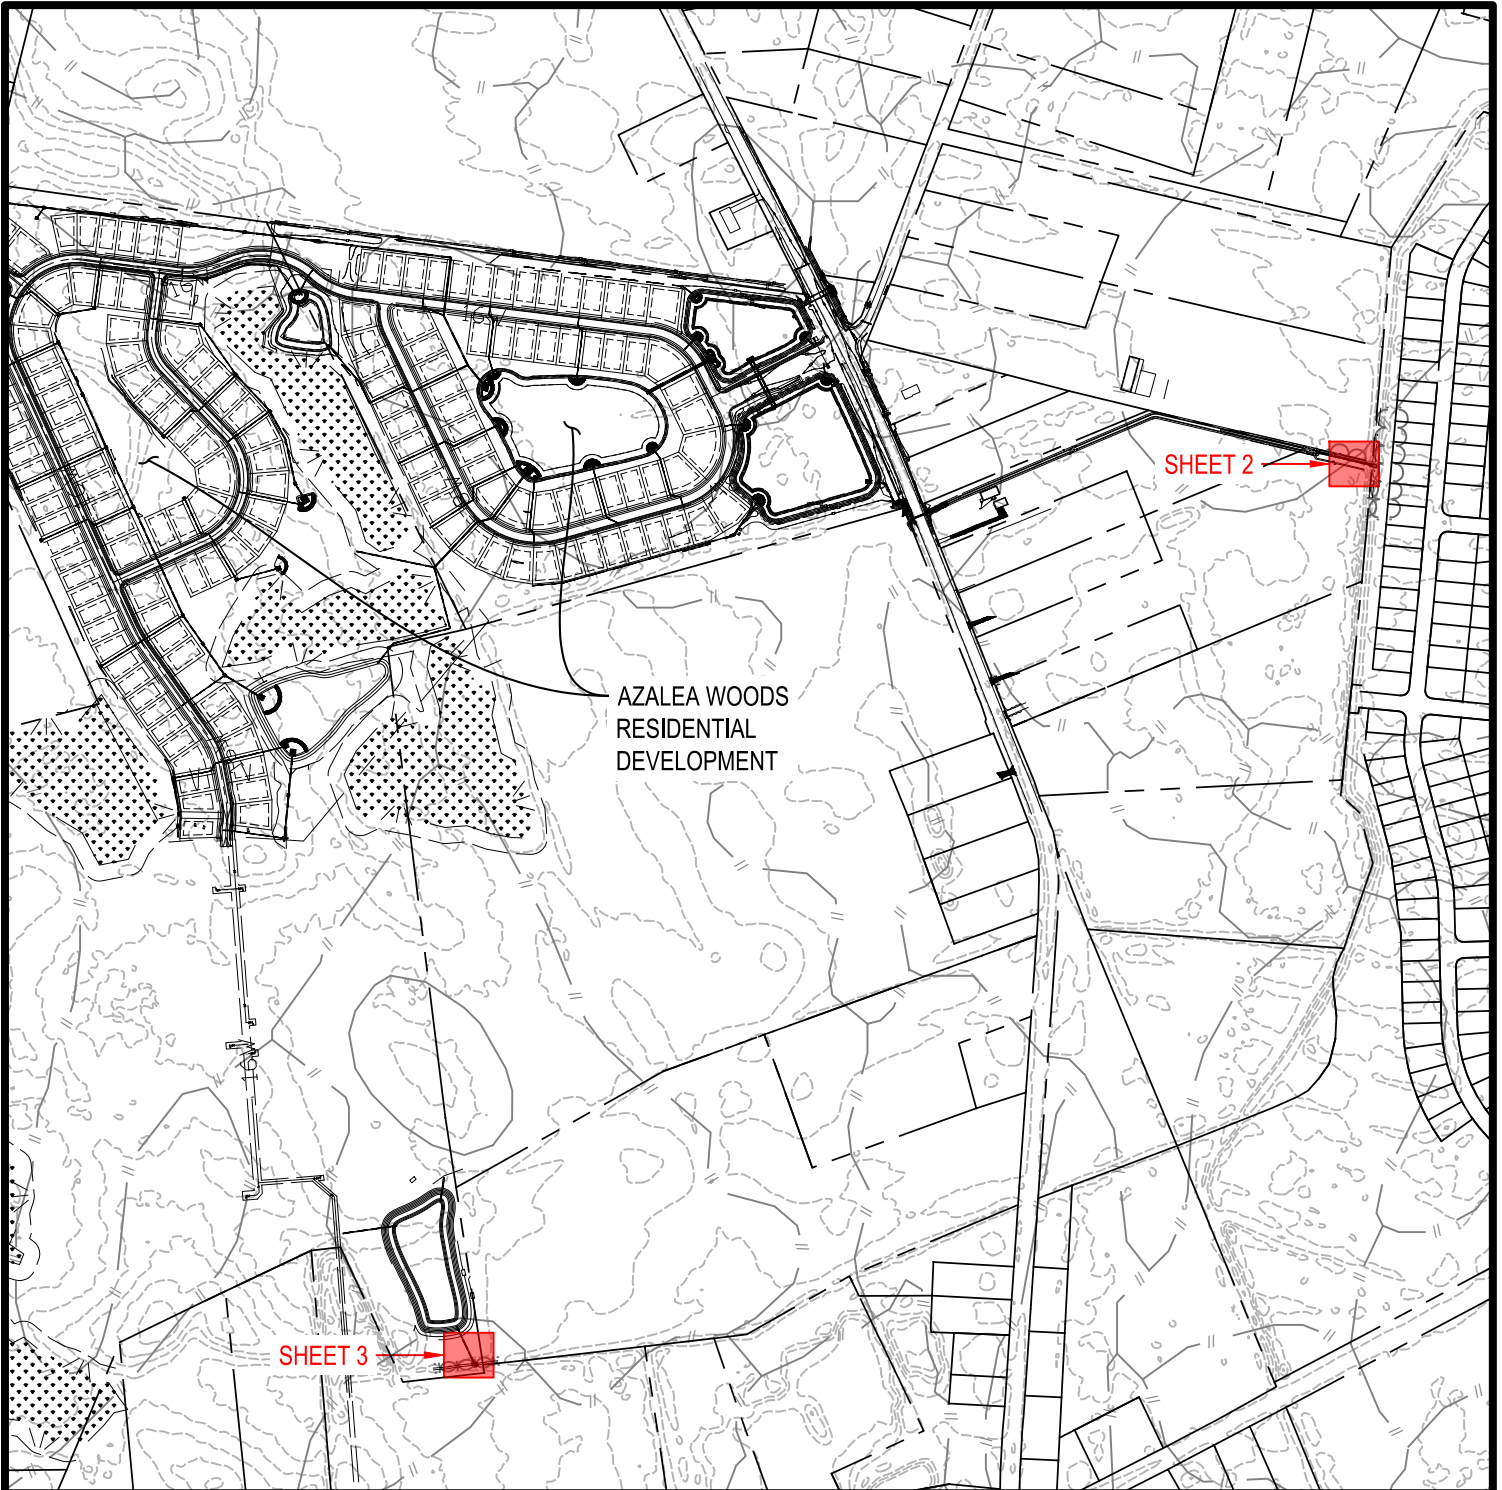 SHEET 2
AZALEA WOODS
RESIDENTIAL
DEVELOPMENT
SHEET 3